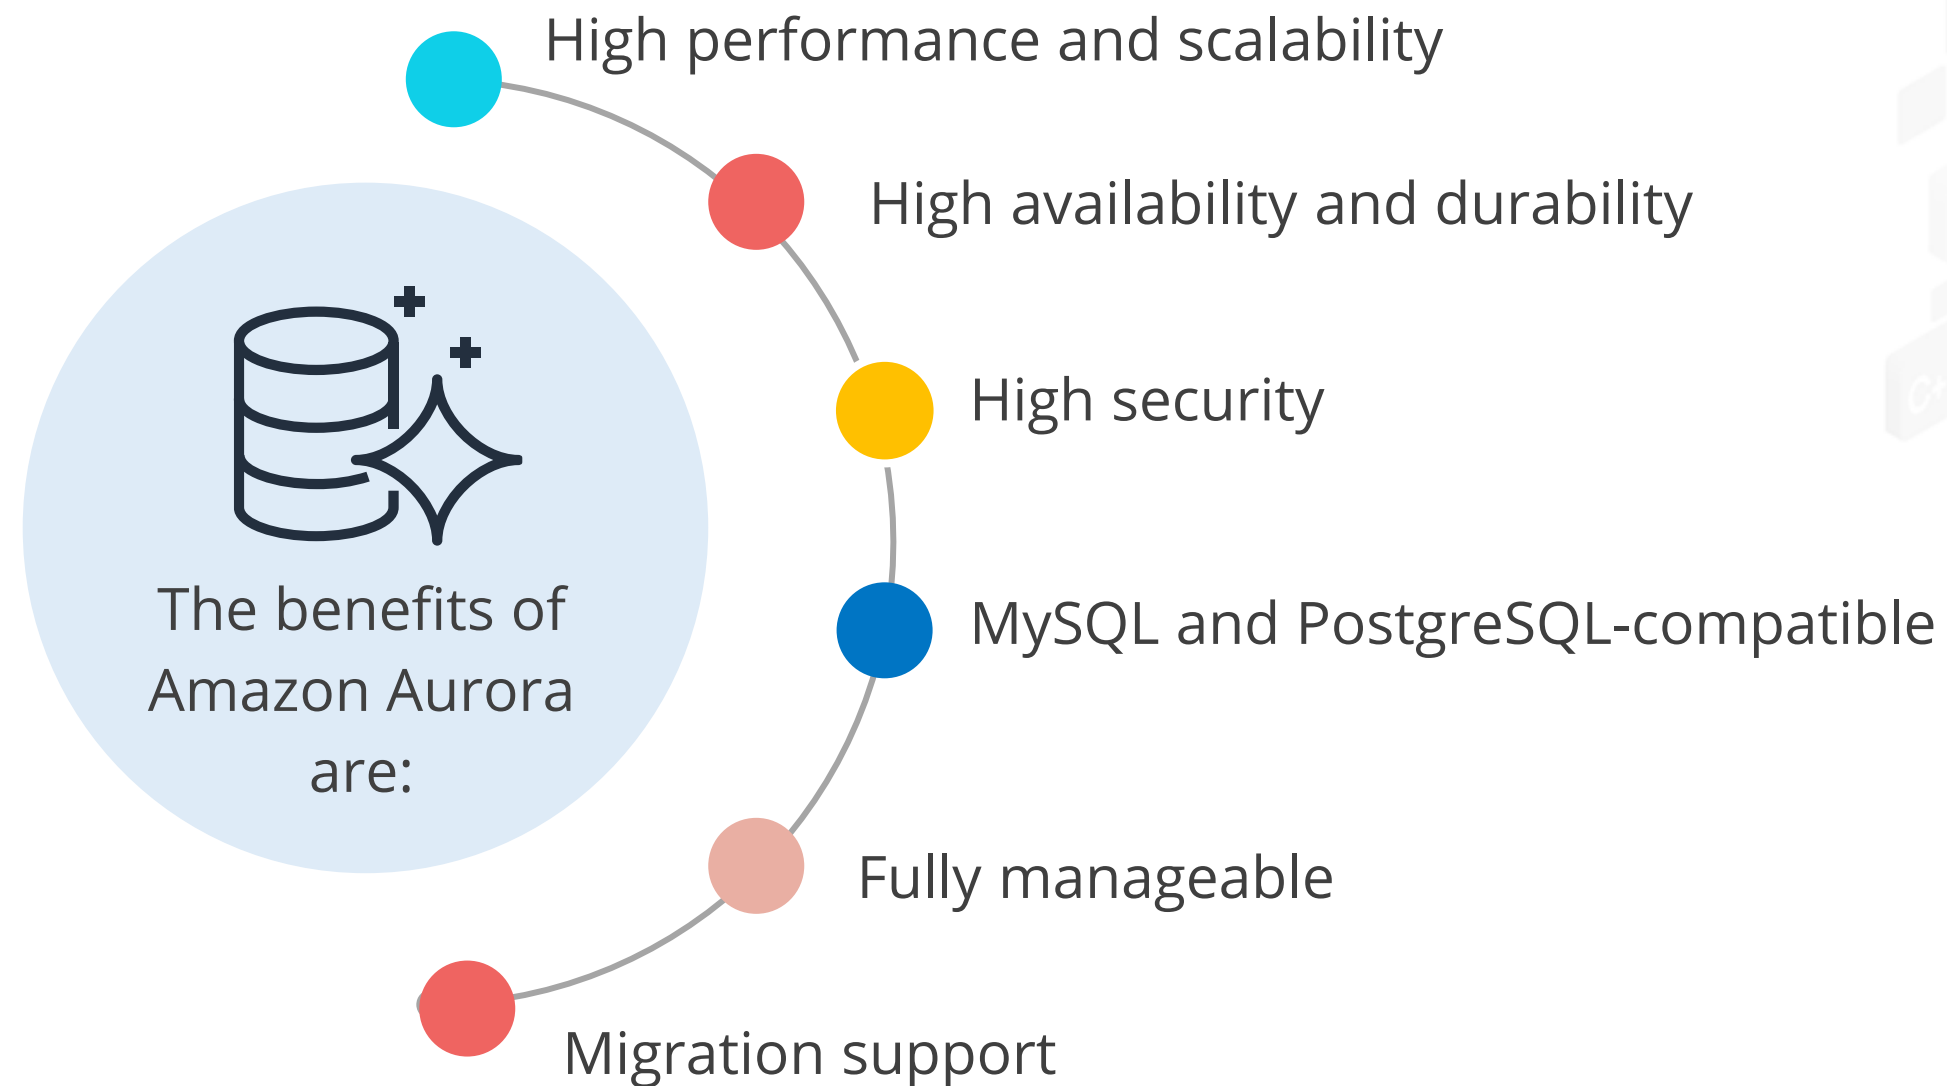 High performance and scalability
High availability and durability
High security
The benefits of
Amazon Aurora
are:
MySQL and PostgreSQL-compatible
Fully manageable
Migration support